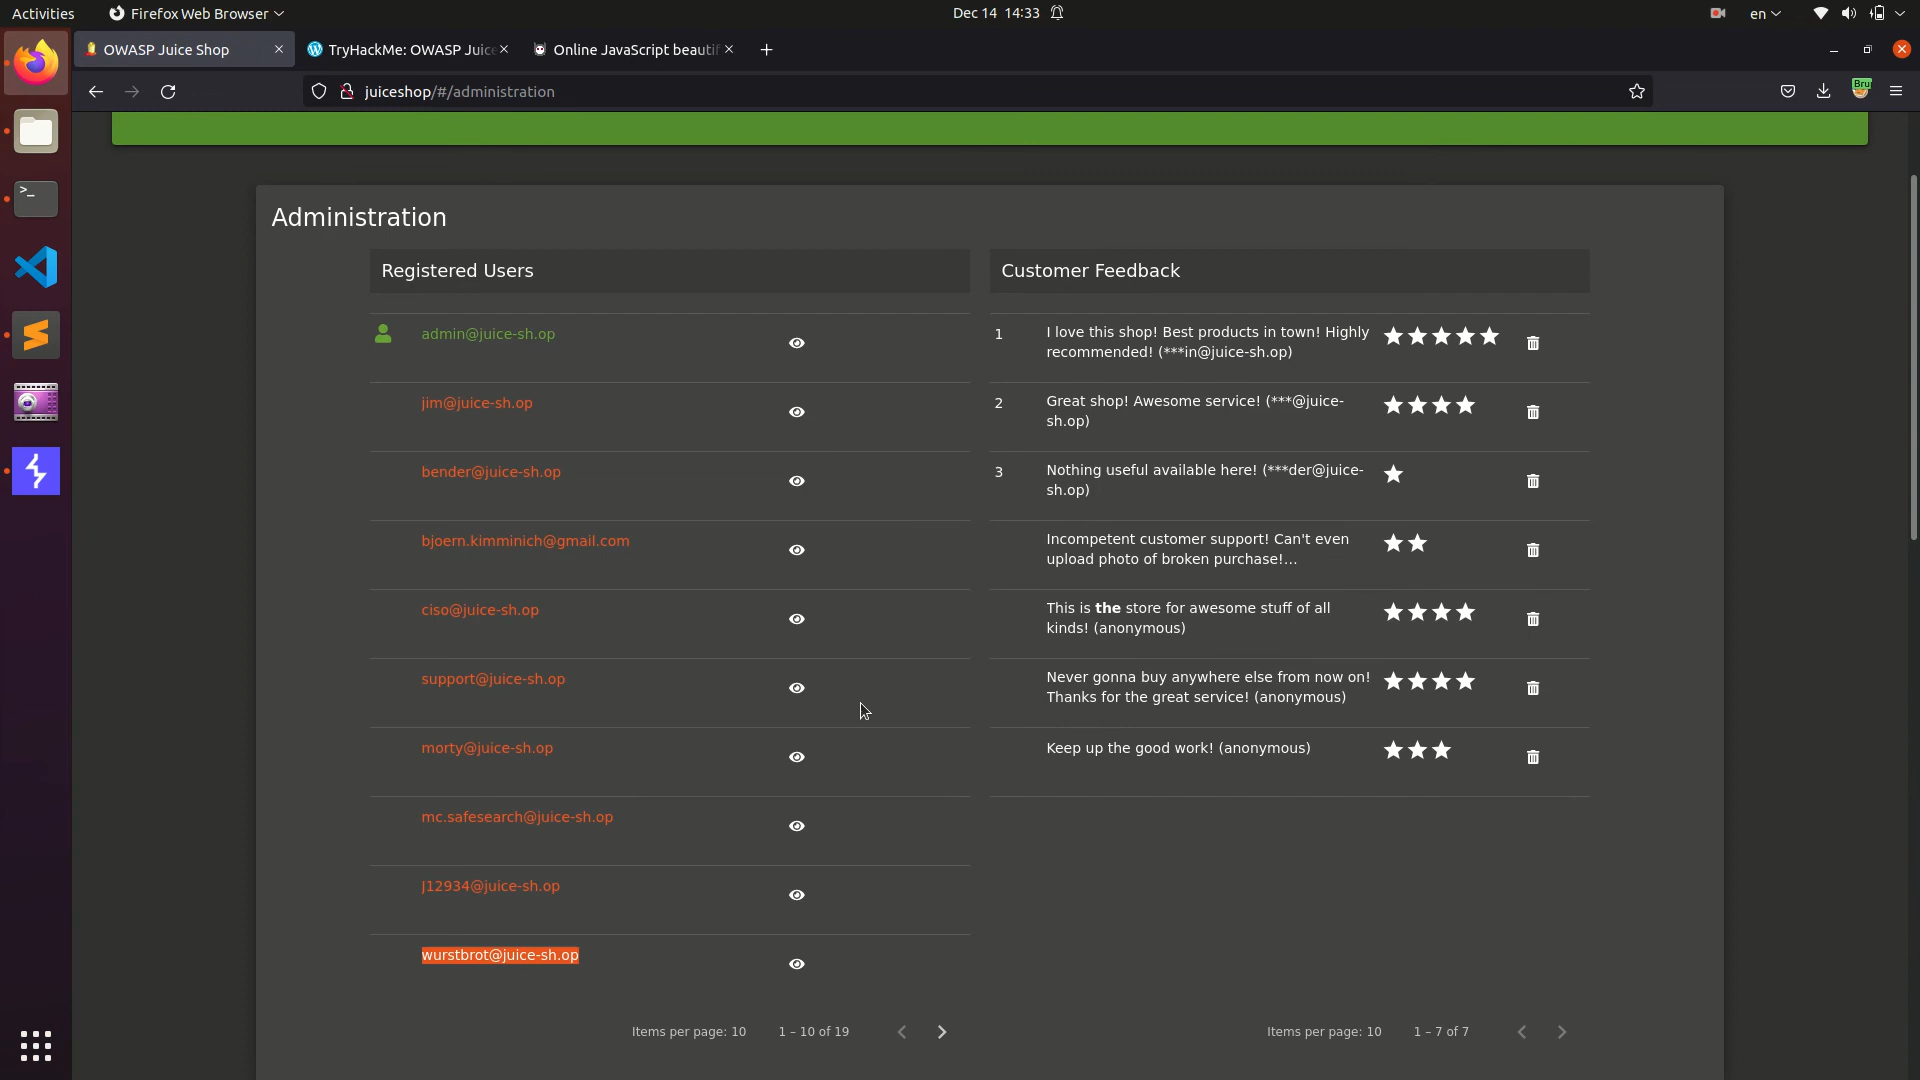 Activities
Firefox Web Browser
Dec 14 14:33
en
OWASP Juice Shop
TryHackMe: OWASP Juic
Online JavaScript beautif
juiceshop/#/administration
Bru
Administration
Registered Users
admin@juice-sh.op
jim@juice-sh.op
bender@juice-sh.op
bjoern.kimminich@gmail.com
ciso@juice-sh.op
support@juice-sh.op
morty@juice-sh.op
mc.safesearch@juice-sh.op
J12934@juice-sh.op
wurstbrot@juice-sh.op
Items per page: 10
1 – 10 of 19
Customer Feedback
1
I love this shop! Best products in town! Highly
recommended! (***in@juice-sh.op)
2
Great shop! Awesome service! (***@juice-
sh.op)
3
Nothing useful available here! (***der@juice-
sh.op)
Incompetent customer support! Can't even
upload photo of broken purchase!...
This is the store for awesome stuff of all
kinds! (anonymous)
Never gonna buy anywhere else from now on!
Thanks for the great service! (anonymous)
Keep up the good work! (anonymous)
Items per page: 10
1 – 7 of 7